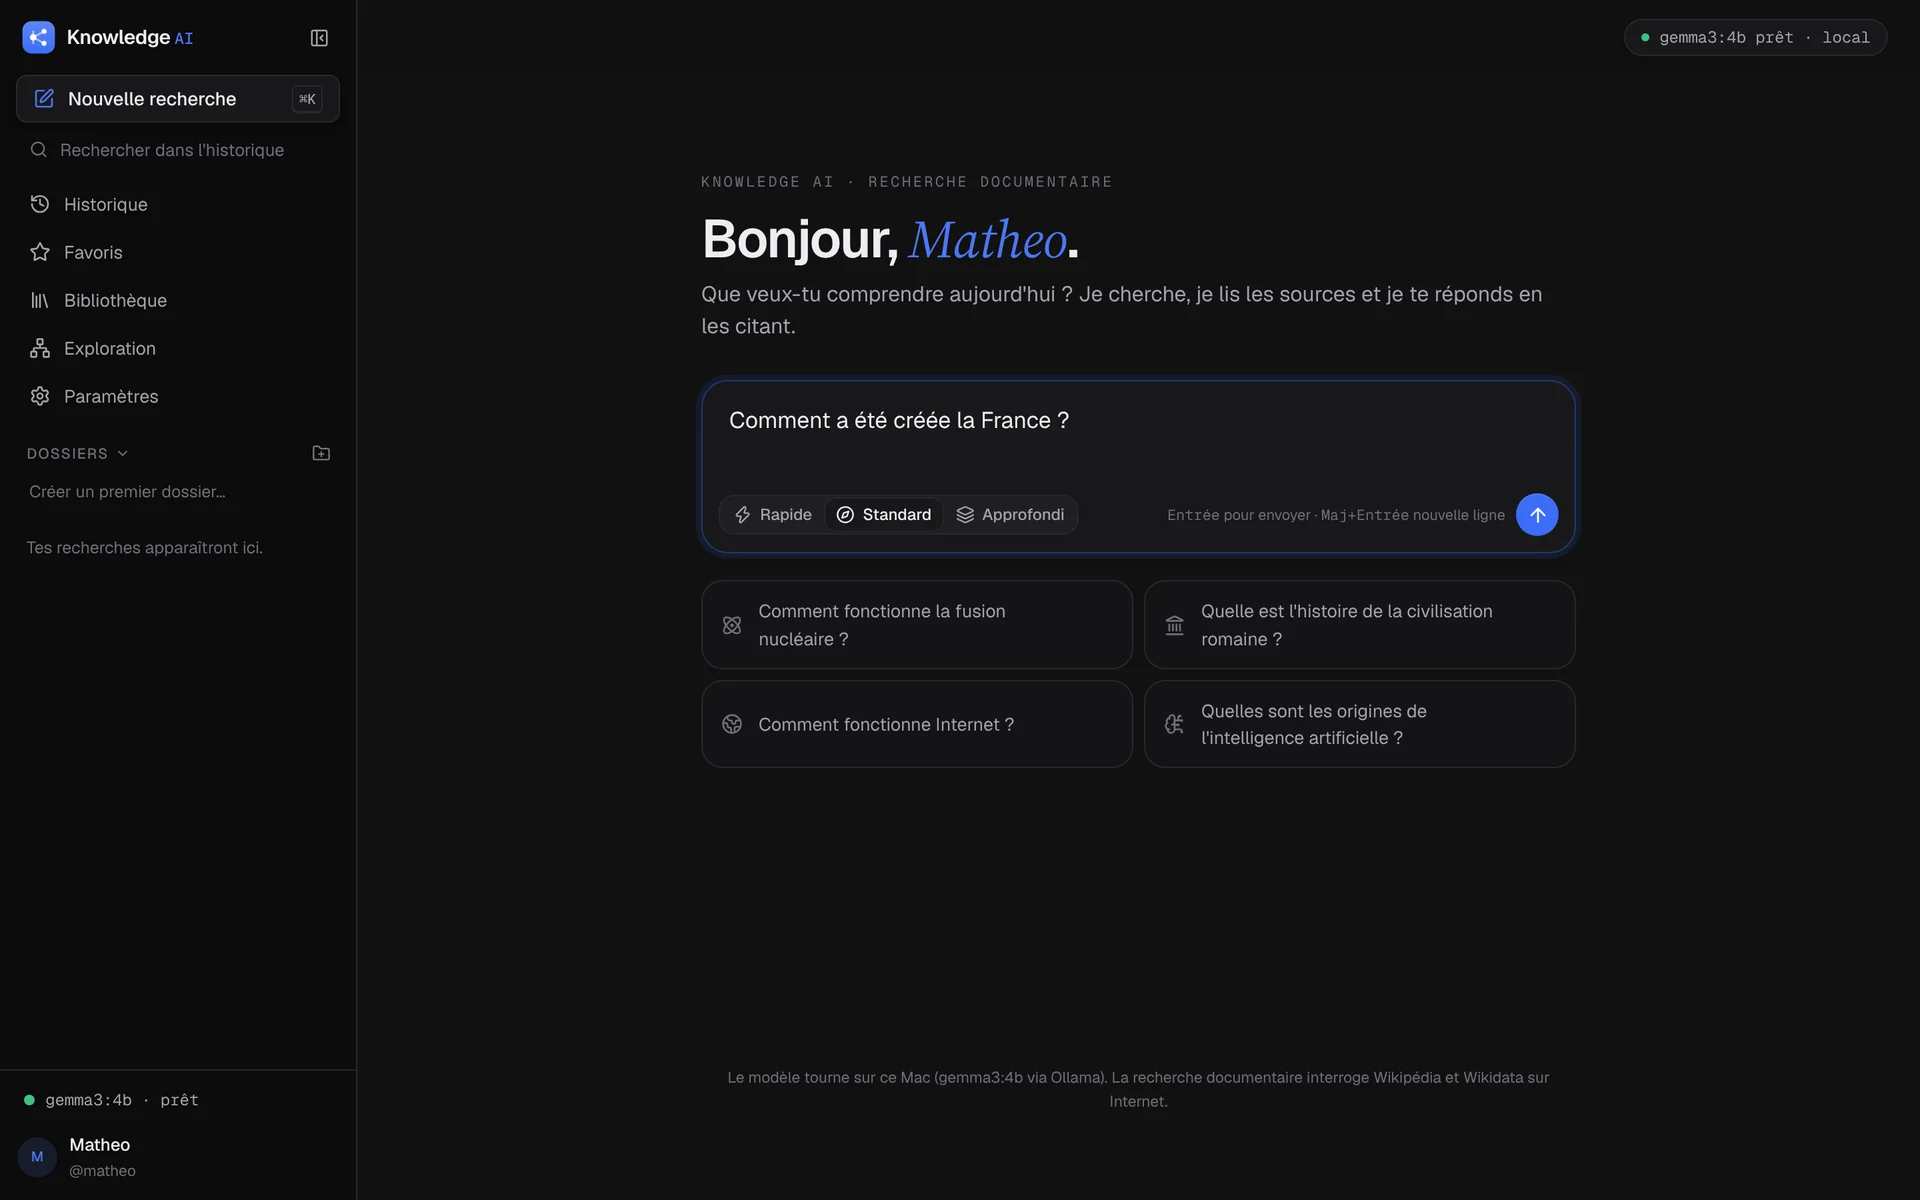 Knowledge AI
Nouvelle recherche ⌘K
Rechercher dans l'historique
Historique
Favoris
Bibliothèque
Exploration
Paramètres
DOSSIERS
Créer un premier dossier…
Tes recherches apparaîtront ici.
gemma3:4b · prêt
M
Matheo
@matheo
gemma3:4b prêt · local
KNOWLEDGE AI · RECHERCHE DOCUMENTAIRE
Bonjour, Matheo.
Que veux-tu comprendre aujourd'hui ? Je cherche, je lis les sources et je te réponds en
les citant.
Comment a été créée la France ?
Rapide Standard Approfondi Entrée pour envoyer · Maj+Entrée nouvelle ligne
Comment fonctionne la fusion
nucléaire ?
Quelle est l'histoire de la civilisation
romaine ?
Comment fonctionne Internet ?
Quelles sont les origines de
l'intelligence artificielle ?
Le modèle tourne sur ce Mac (gemma3:4b via Ollama). La recherche documentaire interroge Wikipédia et Wikidata sur
Internet.